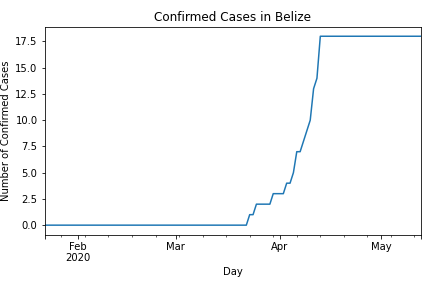 Confirmed Cases in Belize
Number of Confirmed Cases
17.5
15.0
12.5
10.0
7.5
5.0
2.5
0.0
Feb
2020
Mar
Apr
May
Day